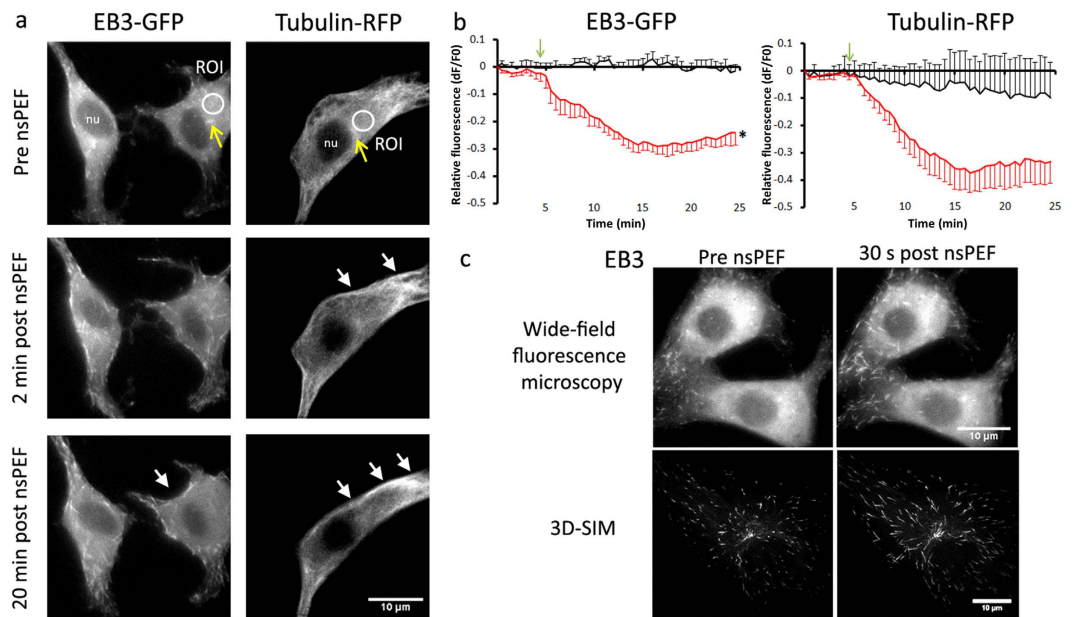 a
EB3-GFP
Tubulin-RFP
Pre nsPEF
nu
ROI
nu
ROI
2 min post nsPEF
20 min post nsPEF
10 µm
b
EB3-GFP
Relative fluorescence (dF/F0)
0.1
0
-0.1
-0.2
-0.3
-0.4
-0.5
5
10
15
20
25
Time (min)
*
Tubulin-RFP
Relative fluorescence (dF/F0)
0.1
0
-0.1
-0.2
-0.3
-0.4
-0.5
5
10
15
20
25
Time (min)
c
EB3
Pre nsPEF
30 s post nsPEF
Wide-field
fluorescence
microscopy
10 µm
3D-SIM
10 µm